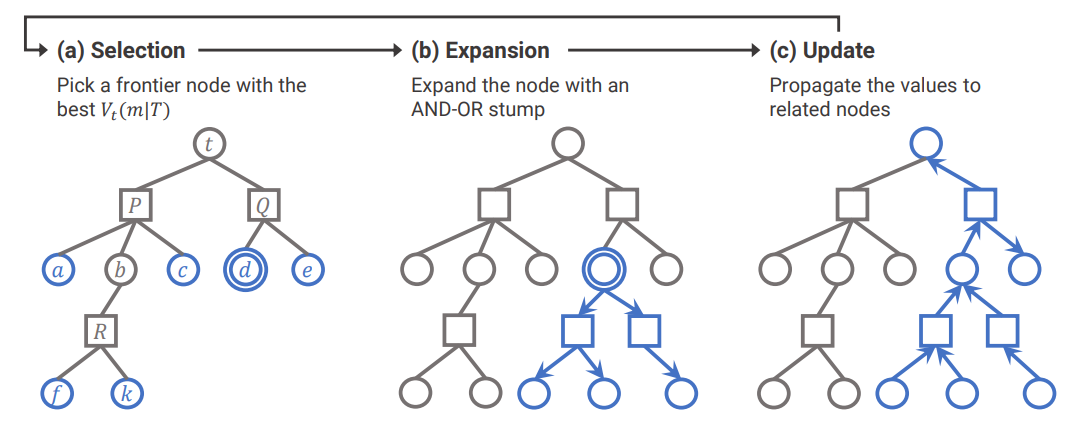 (a) Selection
Pick a frontier node with the
best Vₜ(m|T)
t
P
Q
a
b
c
d
e
R
f
k
(b) Expansion
Expand the node with an
AND-OR stump
(c) Update
Propagate the values to
related nodes